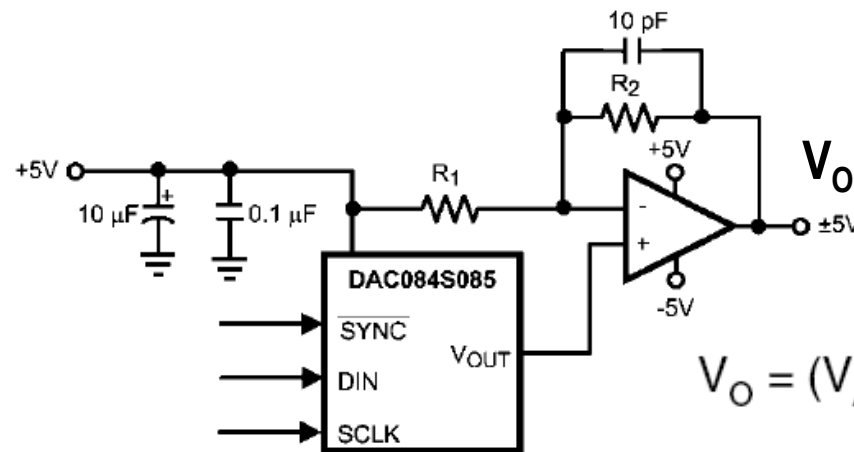 10 pF
R2
+5V
VO
+5V
R1
10 µF
+
0.1 µF
-
+
±5V
-5V
DAC084S085
SYNC
VOUT
DIN
SCLK
VO = (V